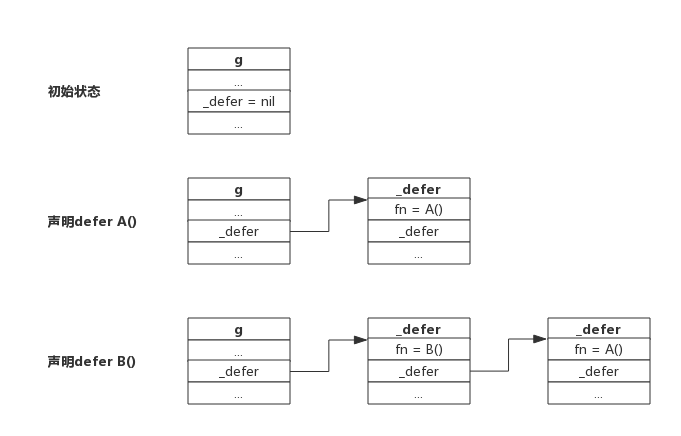 初始状态
g
...
_defer = nil
...
声明defer A()
g
...
_defer
...
_defer
fn = A()
_defer
...
声明defer B()
g
...
_defer
...
_defer
fn = B()
_defer
...
_defer
fn = A()
_defer
...